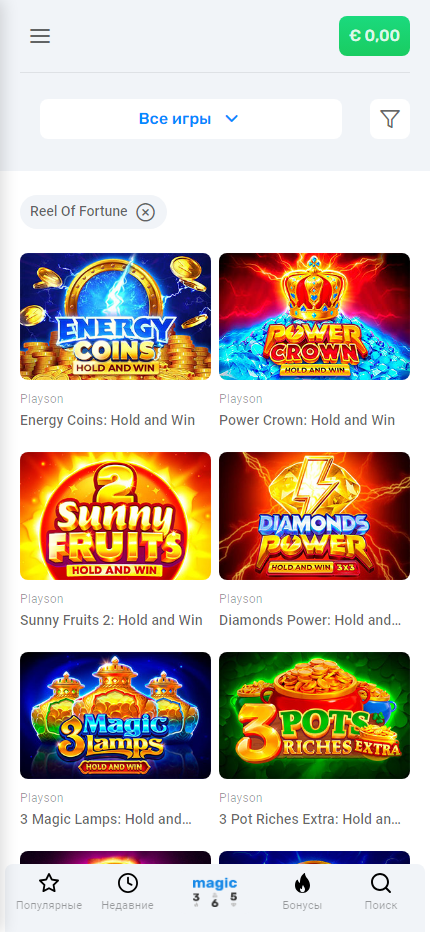 € 0,00
Все игры
Reel Of Fortune
ENERGY
COINS
HOLD AND WIN
POWER
CROWN
HOLD AND WIN
Playson
Energy Coins: Hold and Win
Playson
Power Crown: Hold and Win
2
Sunny
FRUITS
HOLD AND WIN
DIAMONDS
POWER
HOLD AND WIN 3X3
Playson
Sunny Fruits 2: Hold and Win
Playson
Diamonds Power: Hold and...
3 Magic
Lamps
HOLD AND WIN
3 POTS
RICHES EXTRA
Playson
3 Magic Lamps: Hold and...
Playson
3 Pot Riches Extra: Hold an...
Популярные
Недавние
magic
3 6 5
Бонусы
Поиск